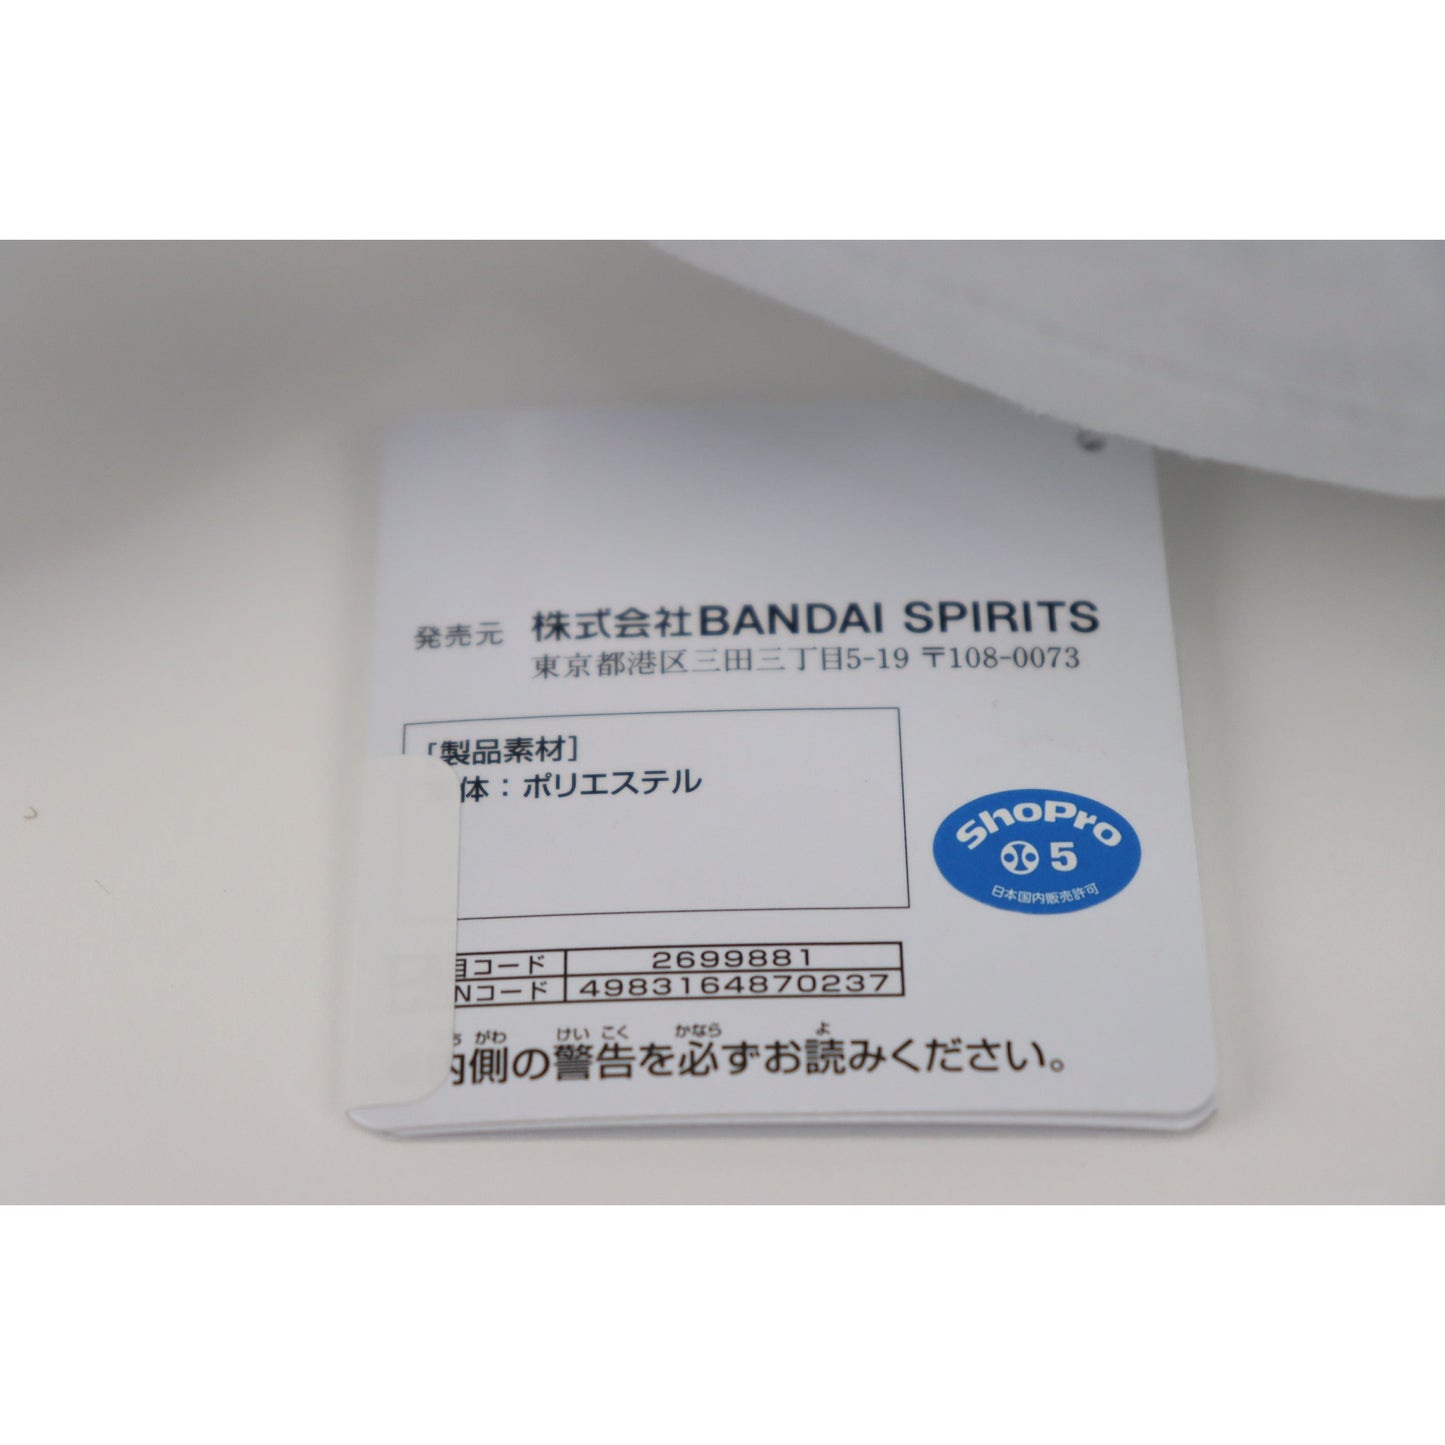 発売元 株式会社BANDAI SPIRITS
東京都港区三田三丁目5-19 〒108-0073
[製品素材]
体：ポリエステル
ShoPro
5
日本国内販売許可
目コード 2699881
Nコード 4983164870237
がわ けい こく かなら よ
内側の警告を必ずお読みください。